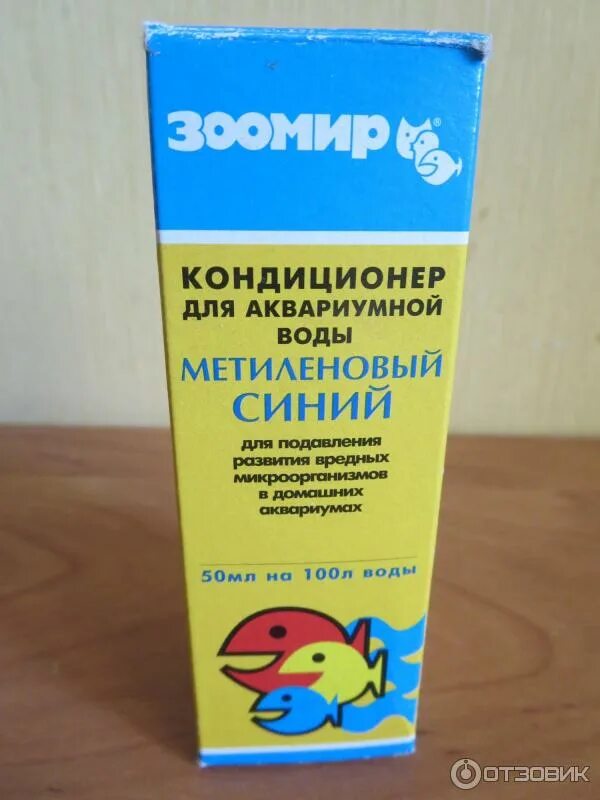 ЗООМИР®
КОНДИЦИОНЕР
ДЛЯ АКВАРИУМНОЙ
ВОДЫ
МЕТИЛЕНОВЫЙ
СИНИЙ
для подавления
развития вредных
микроорганизмов
в домашних
аквариумах
50мл на 100л воды
ОТЗОВИК